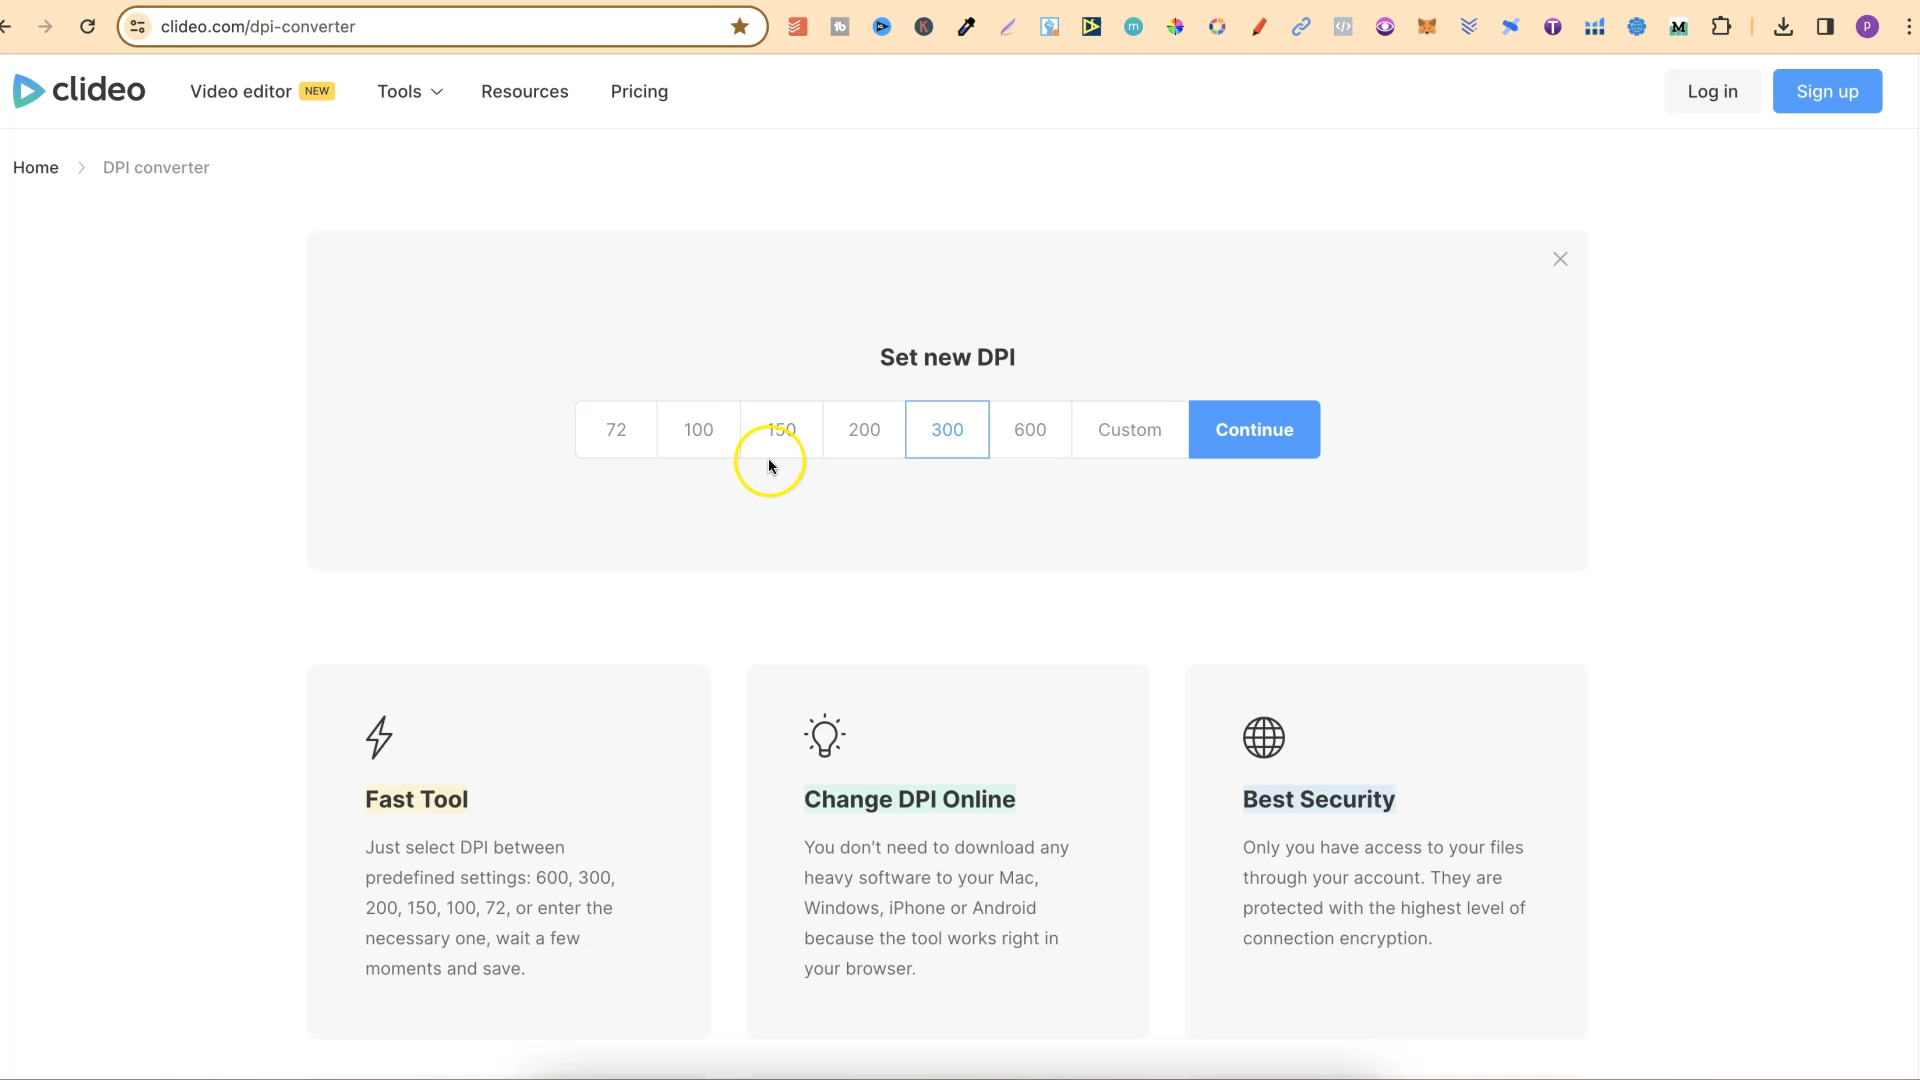 clideo.com/dpi-converter
clideo
Video editor NEW
Tools
Resources
Pricing
Log in
Sign up
Home
DPI converter
Set new DPI
72 100 150 200 300 600 Custom Continue
Fast Tool
Just select DPI between
predefined settings: 600, 300,
200, 150, 100, 72, or enter the
necessary one, wait a few
moments and save.
Change DPI Online
You don't need to download any
heavy software to your Mac,
Windows, iPhone or Android
because the tool works right in
your browser.
Best Security
Only you have access to your files
through your account. They are
protected with the highest level of
connection encryption.